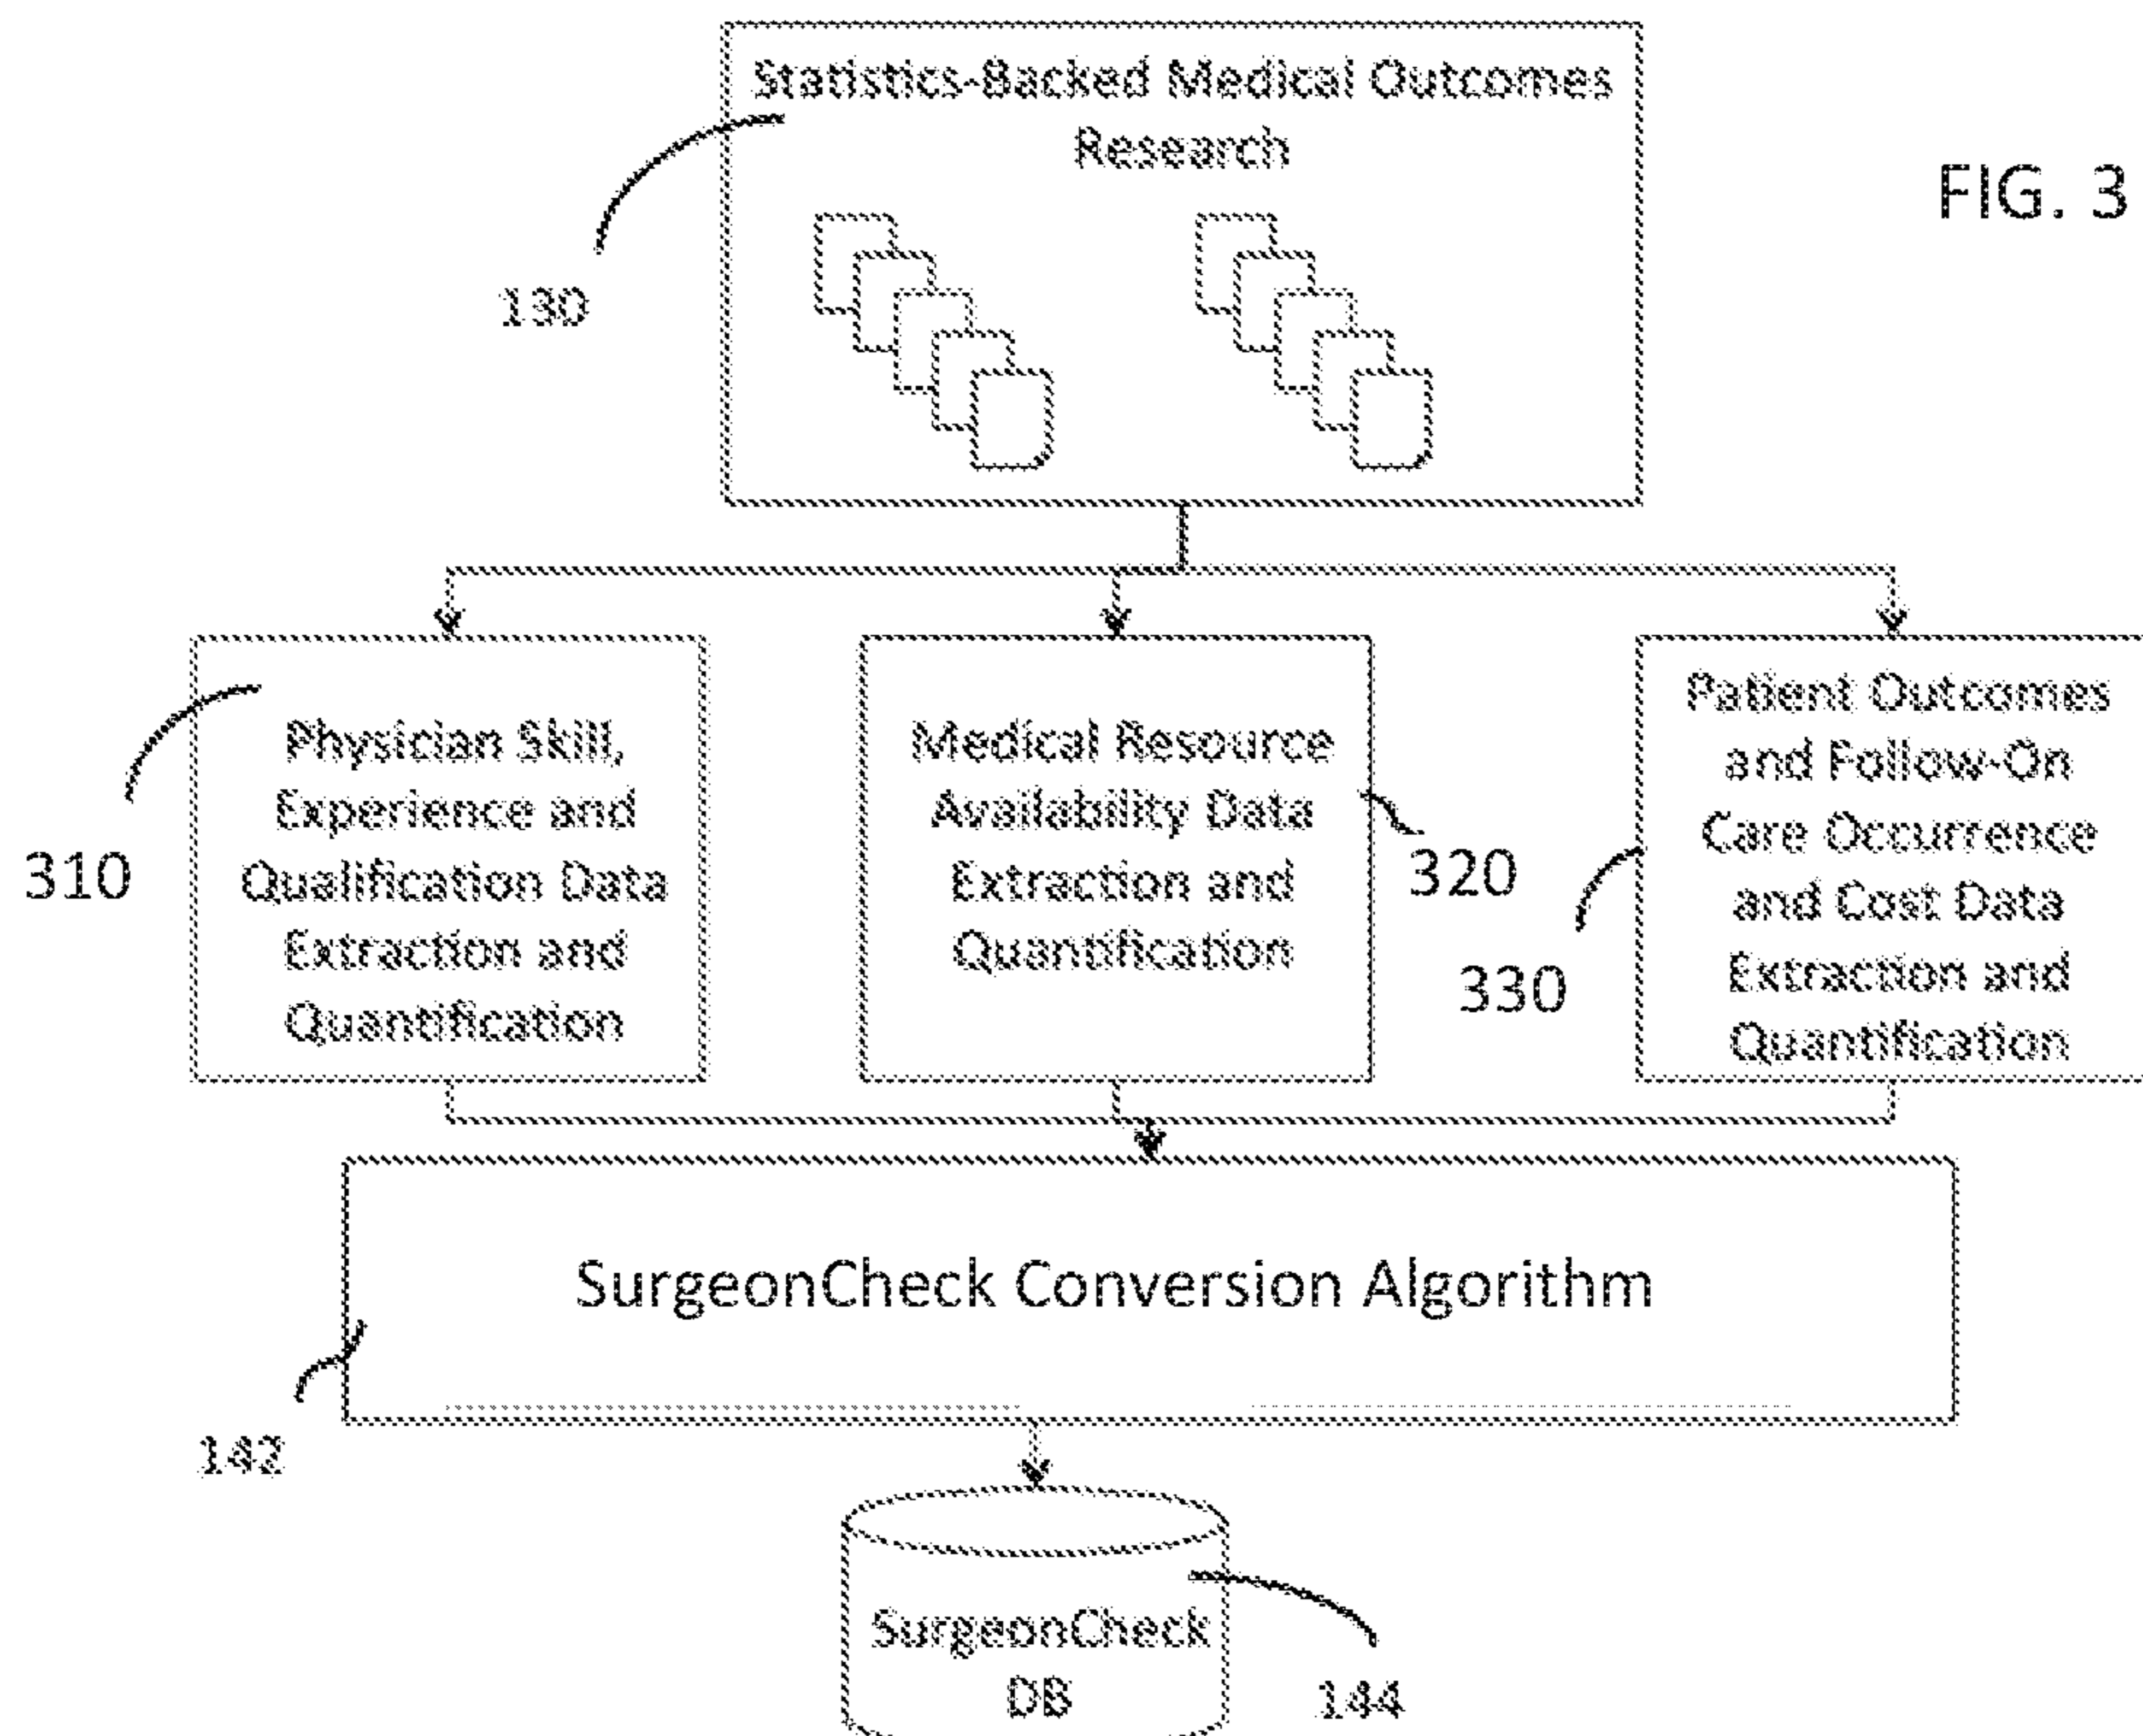 Statistics-Backed Medical Outcomes
Research
FIG. 3
130
Physician Skill,
Experience and
Qualification Data
Extraction and
Quantification
310
Medical Resource
Availability Data
Extraction and
Quantification
320
Patient Outcomes
and Follow-On
Care Occurrence
and Cost Data
Extraction and
Quantification
330
SurgeonCheck Conversion Algorithm
142
SurgeonCheck
DB
144